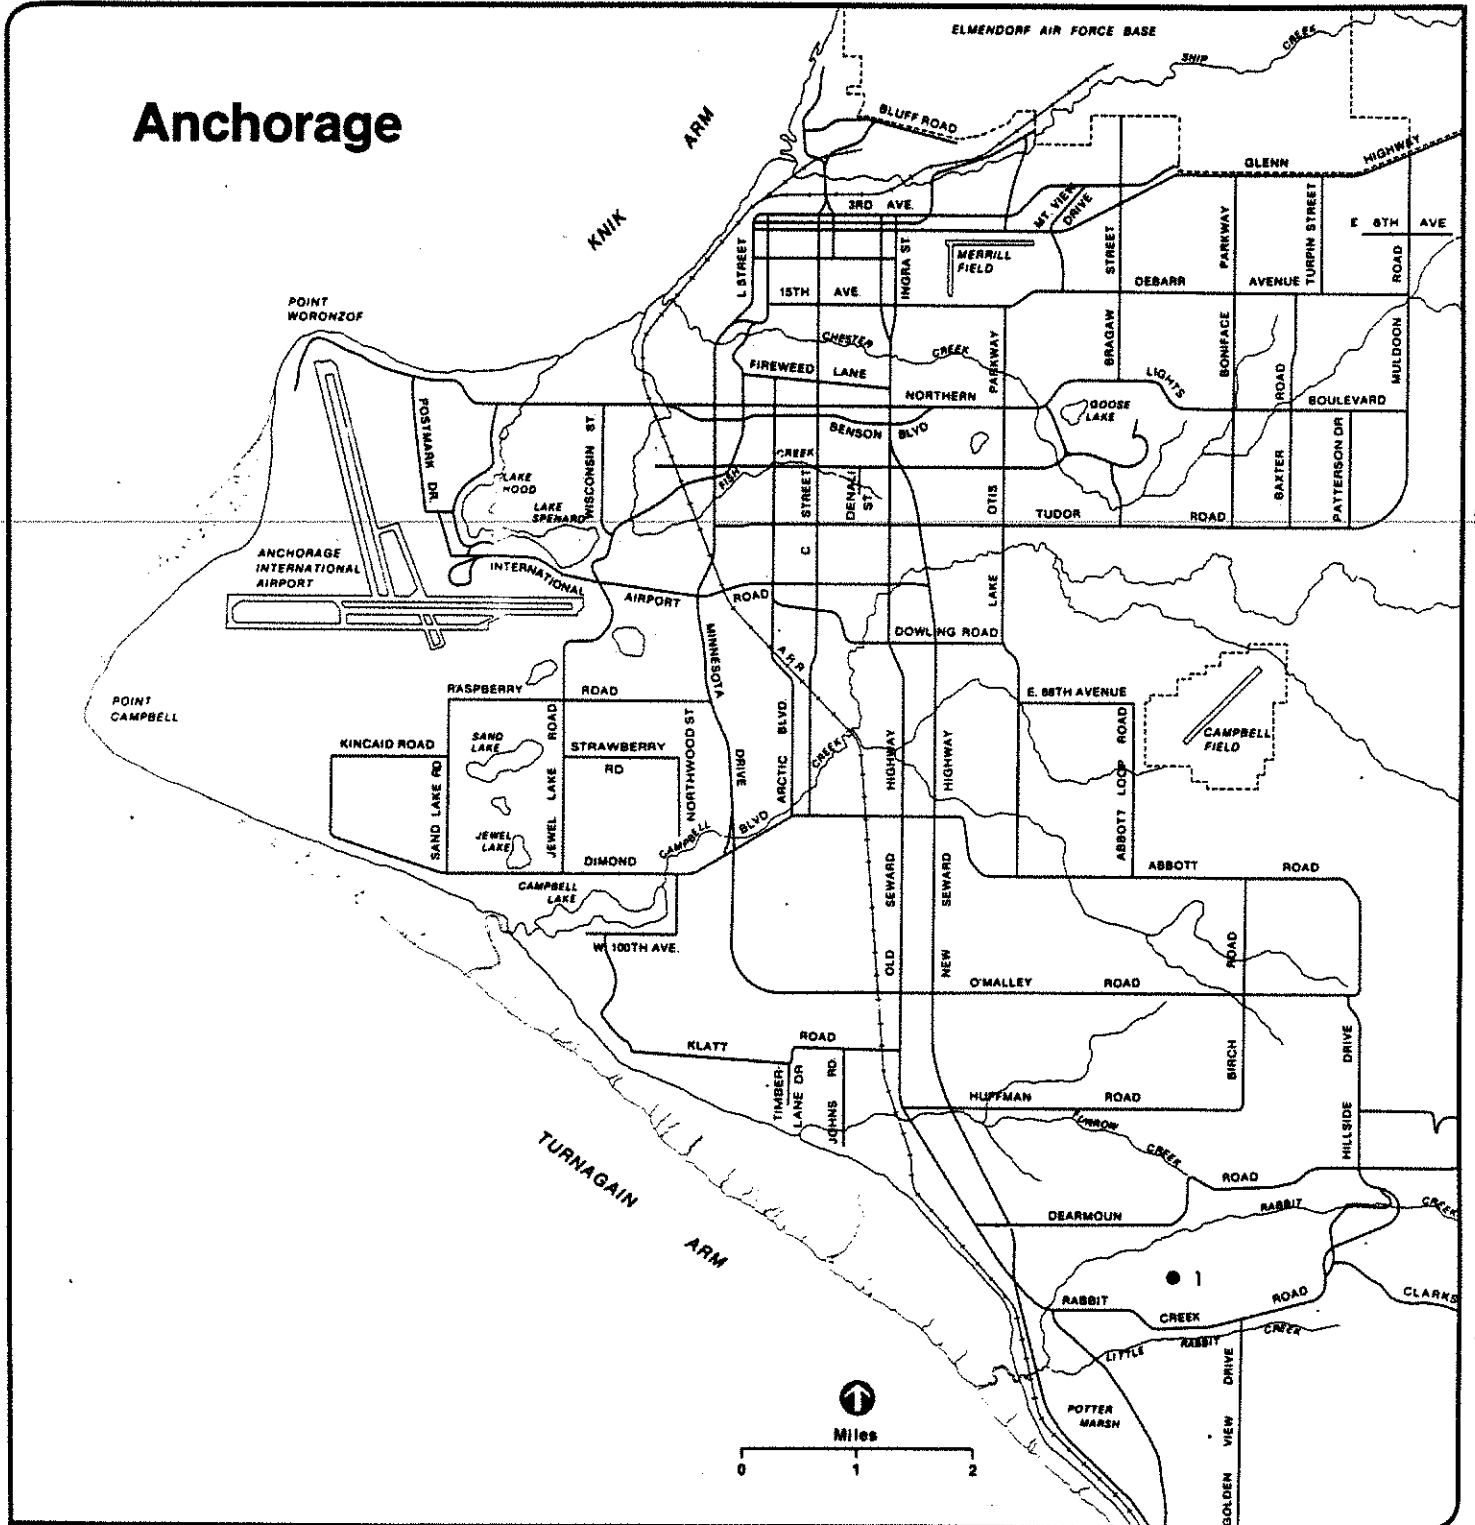 Anchorage
ELMENDORF AIR FORCE BASE
SHIP
CREEK
KNIK
ARM
BLUFF ROAD
GLENN
HIGHWAY
3RD AVE.
MT. VIEW
DRIVE
L STREET
INGRA ST
MERRILL
FIELD
STREET
BRAGAW
PARKWAY
BONIFACE
TURPIN STREET
E 6TH AVE
ROAD
MULDOON
DEBARR
AVENUE
15TH AVE.
POINT
WORONZOF
CHESTER
CREEK
FIREWEED LANE
PARKWAY
OTIS
LAKE
NORTHERN
LIGHTS
BOULEVARD
BENSON BLVD
GOOSE
LAKE
ROAD
BAXTER
PATTERSON DR
POSTMARK DR.
WISCONSIN ST
LAKE
HOOD
LAKE
SPENARD
FISH
CREEK
STREET
C
DENALI
ST
TUDOR
ROAD
ANCHORAGE
INTERNATIONAL
AIRPORT
INTERNATIONAL
AIRPORT
ROAD
MINNESOTA
DRIVE
DOWLING ROAD
A R R
POINT
CAMPBELL
RASPBERRY
ROAD
E. 68TH AVENUE
CAMPBELL
FIELD
KINCAID ROAD
SAND
LAKE
SAND LAKE RD
JEWEL LAKE ROAD
STRAWBERRY
RD
NORTHWOOD ST
ARCTIC BLVD.
CREEK
CAMPBELL
HIGHWAY
SEWARD
OLD
HIGHWAY
SEWARD
NEW
ABBOTT LOOP ROAD
JEWEL
LAKE
DIMOND
BLVD
ABBOTT
ROAD
CAMPBELL
LAKE
W. 100TH AVE.
ROAD
BIRCH
O'MALLEY
ROAD
KLATT
ROAD
TIMBER-
LANE DR
JOHNS RD
HILLSIDE DRIVE
HUFFMAN
ROAD
FURROW
CREEK
TURNAGAIN
ARM
DEARMOUN
ROAD
RABBIT
CREEK
1
RABBIT
CREEK
ROAD
CLARKS
LITTLE
RABBIT
CREEK
GOLDEN VIEW DRIVE
POTTER
MARSH
Miles
0 1 2